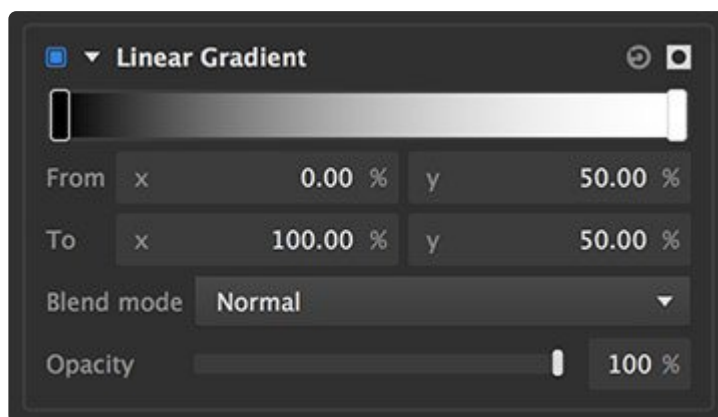 Linear Gradient
From x 0.00 % y 50.00 %
To x 100.00 % y 50.00 %
Blend mode Normal
Opacity 100 %